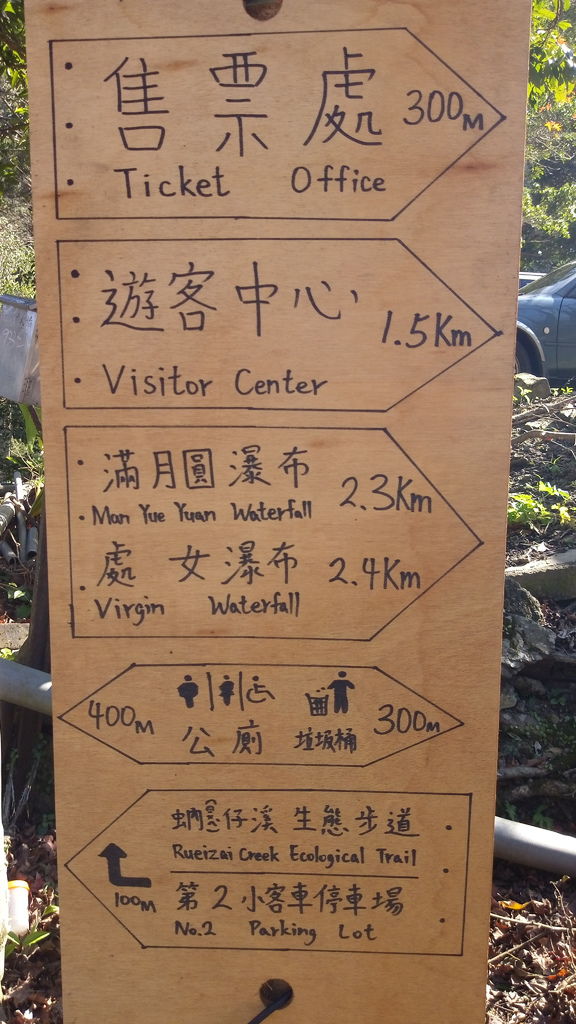 售票處 300M
Ticket Office
遊客中心 1.5Km
Visitor Center
滿月圓瀑布 2.3Km
Man Yue Yuan Waterfall
處女瀑布 2.4Km
Virgin Waterfall
400M 公廁 垃圾桶 300M
仔溪 生態步道
Rueizai Creek Ecological Trail
100M
第2小客車停車場
No.2 Parking Lot